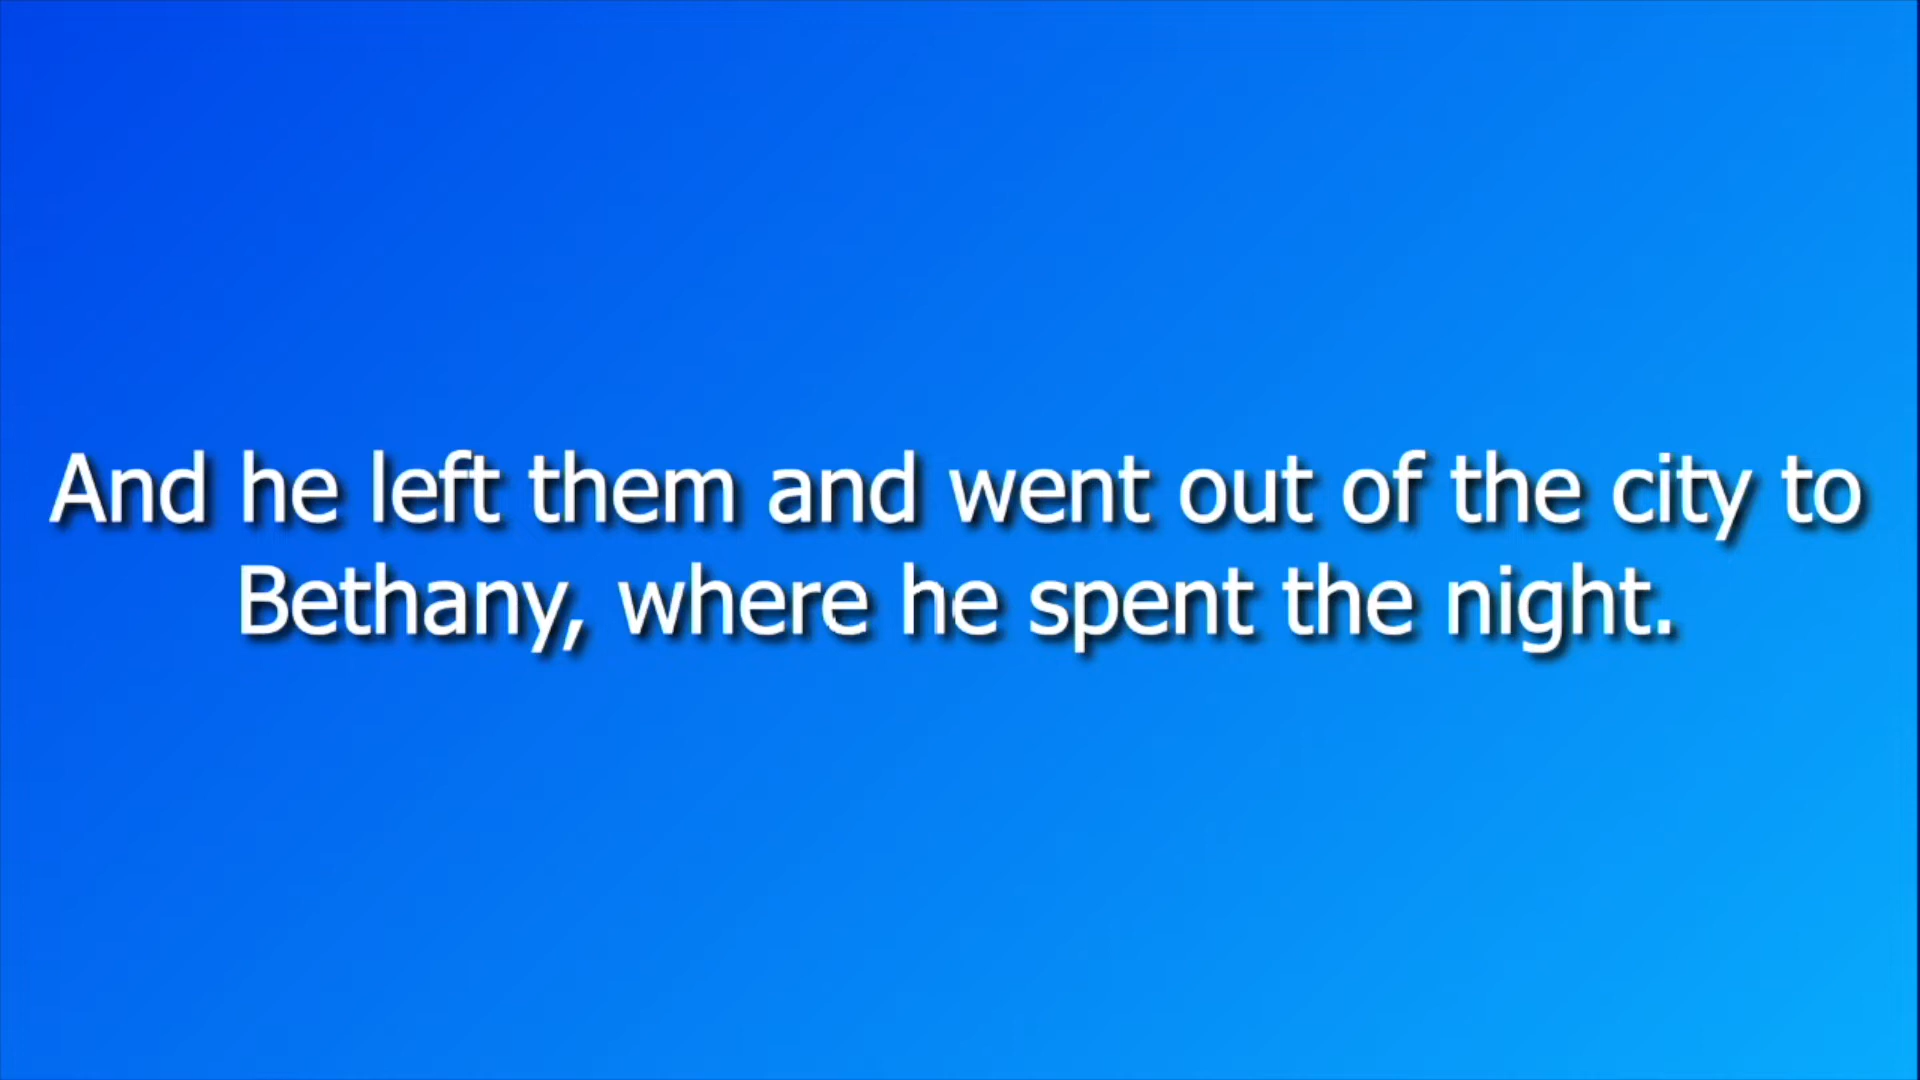 And he left them and went out of the city to
Bethany, where he spent the night.